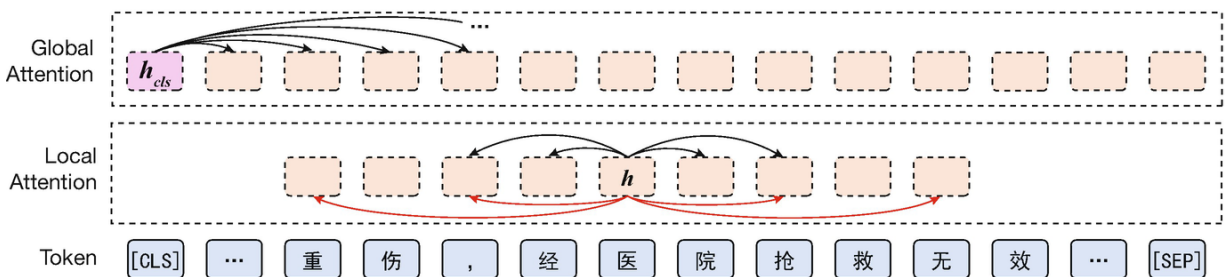 Global Attention
...
h_cls
Local Attention
h
Token [CLS] ... 重 伤 , 经 医 院 抢 救 无 效 ... [SEP]